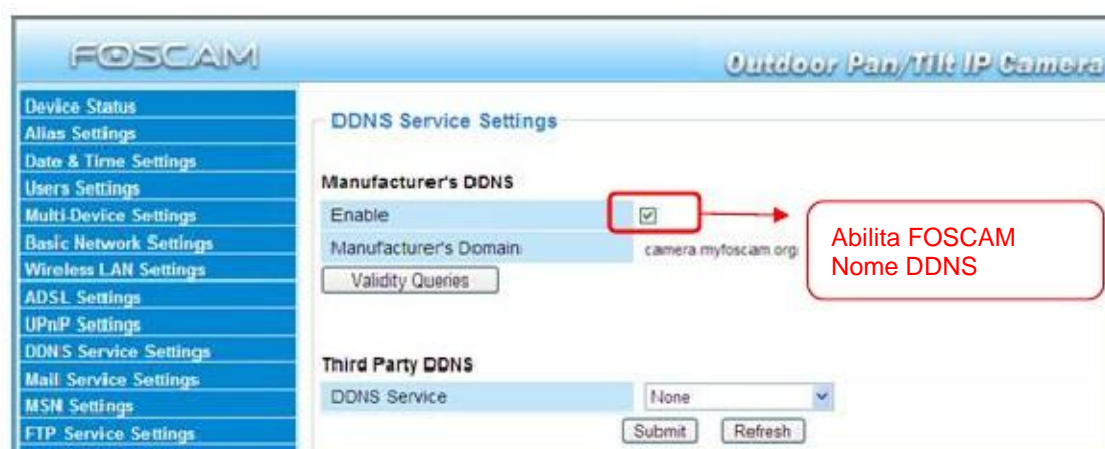 FOSCAM
Outdoor Pan/Tilt IP Camera
Device Status
Alias Settings
Date & Time Settings
Users Settings
Multi-Device Settings
Basic Network Settings
Wireless LAN Settings
ADSL Settings
UPnP Settings
DDNS Service Settings
Mail Service Settings
MSN Settings
FTP Service Settings
DDNS Service Settings
Manufacturer's DDNS
Enable
Manufacturer's Domain
camera.myfoscam.org
Validity Queries
Abilita FOSCAM
Nome DDNS
Third Party DDNS
DDNS Service
None
Submit
Refresh